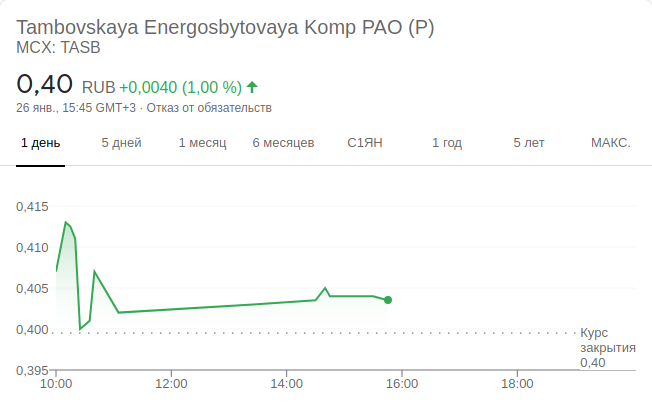 Tambovskaya Energosbytovaya Komp PAO (P)
MCX: TASB
0,40 RUB +0,0040 (1,00 %)
26 янв., 15:45 GMT+3 · Отказ от обязательств
1 день 5 дней 1 месяц 6 месяцев С1ЯН 1 год 5 лет МАКС.
0,415
0,410
0,405
0,400
Курс
закрытия
0,40
0,395
10:00 12:00 14:00 16:00 18:00